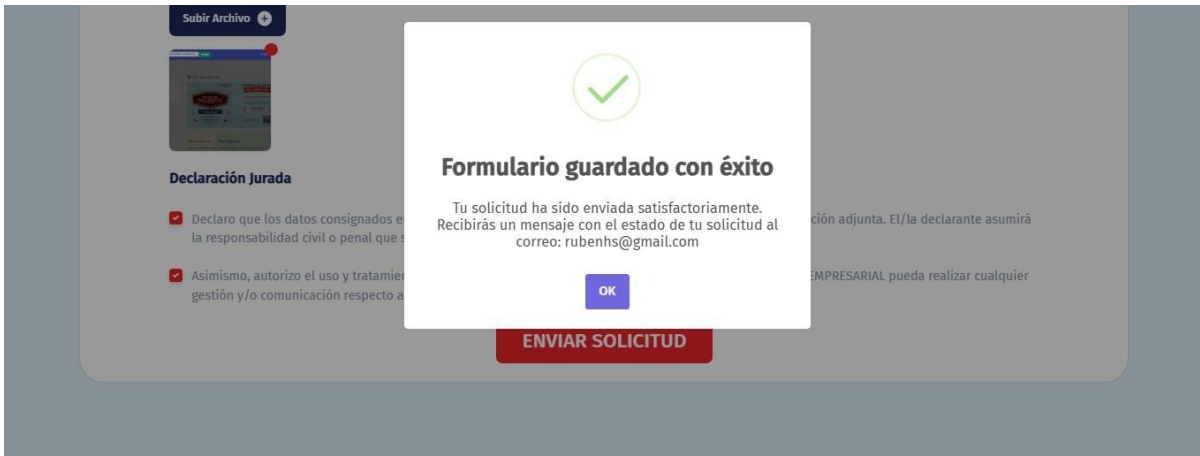 Subir Archivo
Formulario guardado con éxito
Tu solicitud ha sido enviada satisfactoriamente.
Recibirás un mensaje con el estado de tu solicitud al
correo: rubenhs@gmail.com
OK
Declaración Jurada
Declaro que los datos consignados e
ción adjunta. El/la declarante asumirá
la responsabilidad civil o penal que s
Asimismo, autorizo el uso y tratamie
EMPRESARIAL pueda realizar cualquier
gestión y/o comunicación respecto a
ENVIAR SOLICITUD